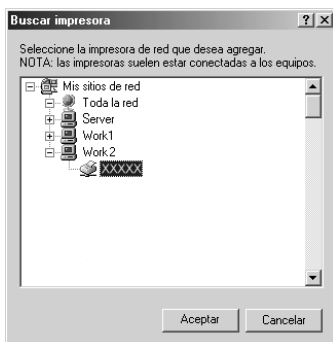 Buscar impresora
Seleccione la impresora de red que desea agregar.
NOTA: las impresoras suelen estar conectadas a los equipos.
Mis sitios de red
Toda la red
Server
Work1
Work2
XXXXX
Aceptar
Cancelar